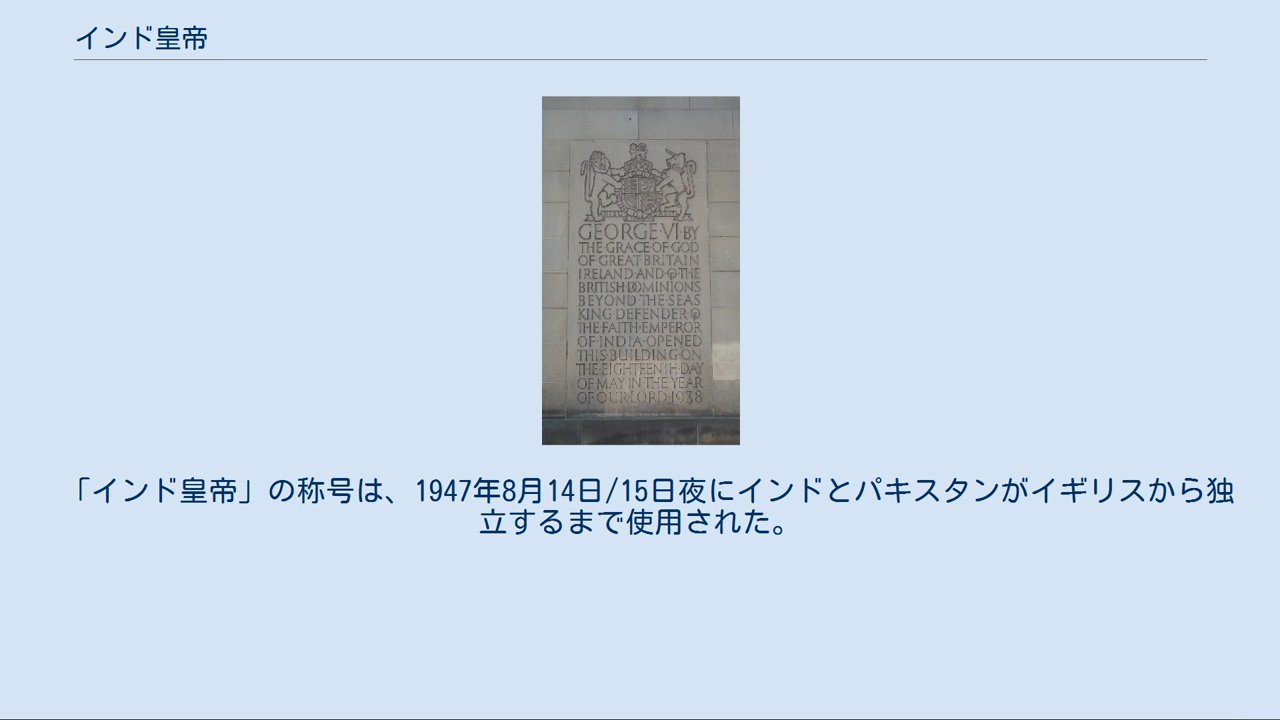 インド皇帝
GEORGE·VI·BY
THE GRACE·OF·GOD
OF·GREAT·BRITAIN
IRELAND·AND·OF·THE
BRITISH·DOMINIONS
BEYOND·THE·SEAS
KING·DEFENDER·OF
THE·FAITH·EMPEROR
OF·INDIA·OPENED
THIS·BUILDING·ON
THE·EIGHTEENTH·DAY
OF·MAY·IN·THE·YEAR
OF·OUR·LORD·1938
「インド皇帝」の称号は、1947年8月14日/15日夜にインドとパキスタンがイギリスから独
立するまで使用された。